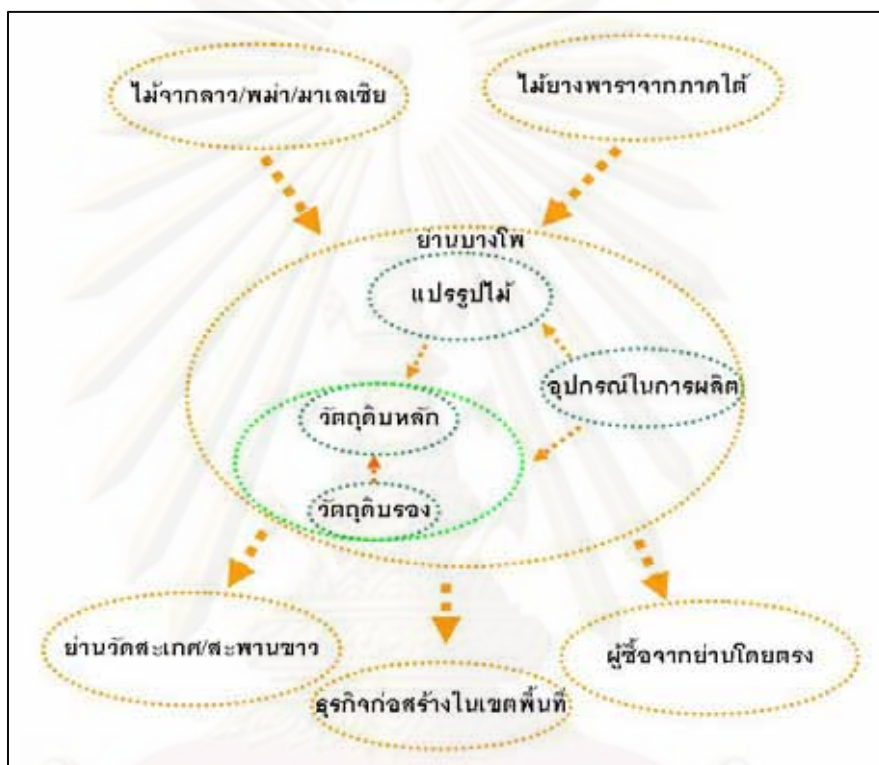 ไม้จากลาว/พม่า/มาเลเซีย
ไม้ยางพาราจากภาคใต้
ย่านบางโพ
แปรรูปไม้
อุปกรณ์ในการผลิต
วัตถุดิบหลัก
วัตถุดิบรอง
ย่านวัดสะเกศ/สะพานขาว
ผู้ซื้อจากย่านโดยตรง
ธุรกิจก่อสร้างในเขตพื้นที่